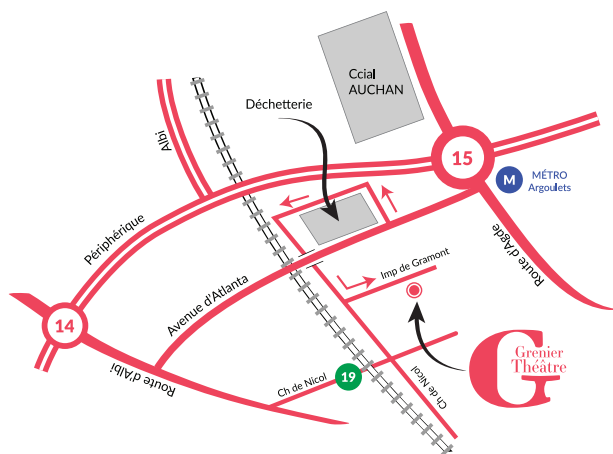 Ccial
AUCHAN
Déchetterie
Albi
15
M
MÉTRO
Argoulets
Périphérique
Route d'Agde
Imp de Gramont
Avenue d'Atlanta
14
Route d'Albi
Ch de Nicol
19
Ch de Nicol
G
Grenier
Théâtre